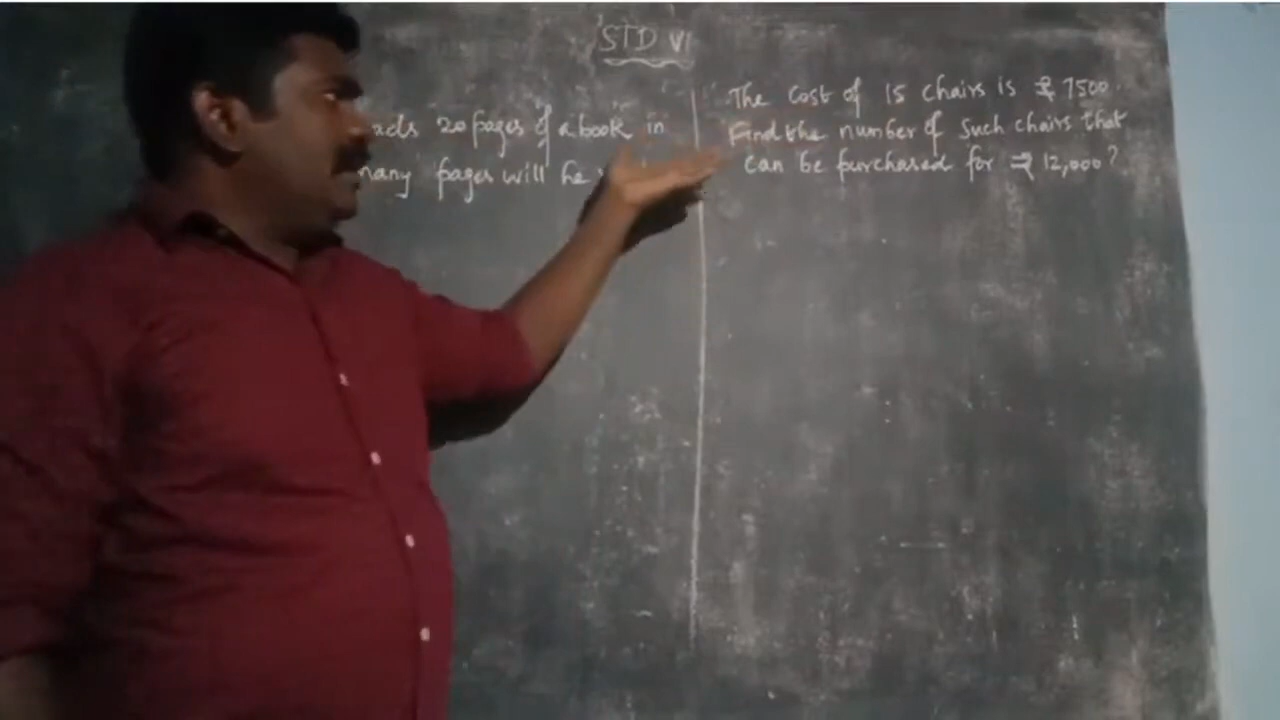 STD VI
20 pages of a book in
many pages will he
The cost of 15 chairs is ₹ 7500.
Find the number of such chairs that
can be purchased for ₹ 12,000?